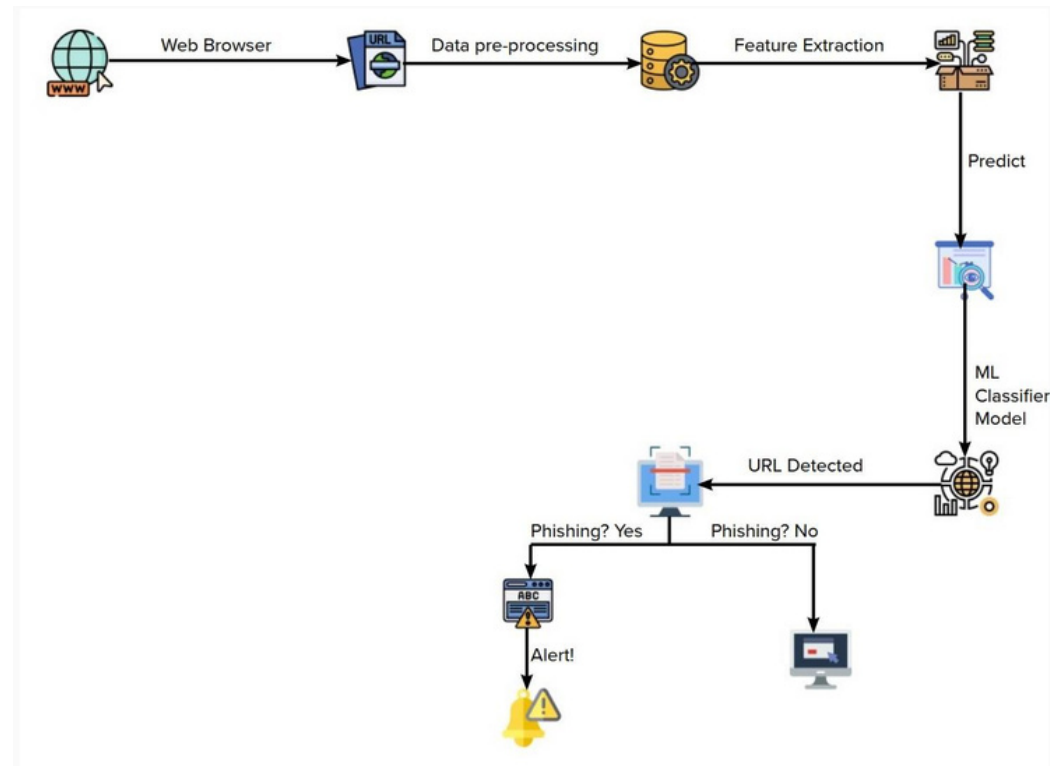 Web Browser
Data pre-processing
Feature Extraction
WWW
URL
Predict
ML
Classifier
Model
URL Detected
Phishing? Yes
Phishing? No
ABC
Alert!